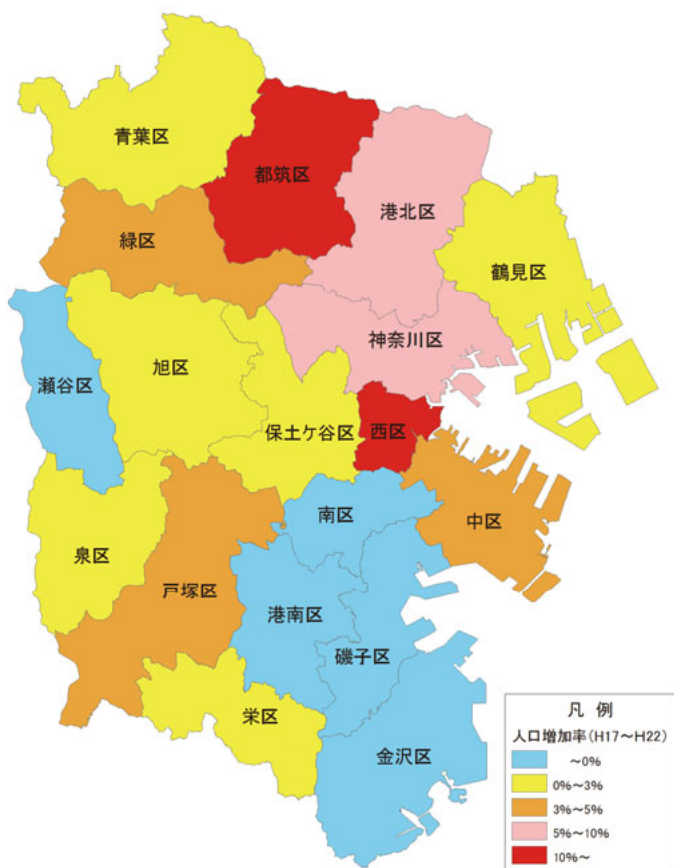 青葉区
都筑区
港北区
緑区
鶴見区
神奈川区
瀬谷区
旭区
保土ケ谷区
西区
南区
中区
泉区
戸塚区
港南区
磯子区
栄区
金沢区
凡 例
人口増加率(H17～H22)
～0%
0%～3%
3%～5%
5%～10%
10%～